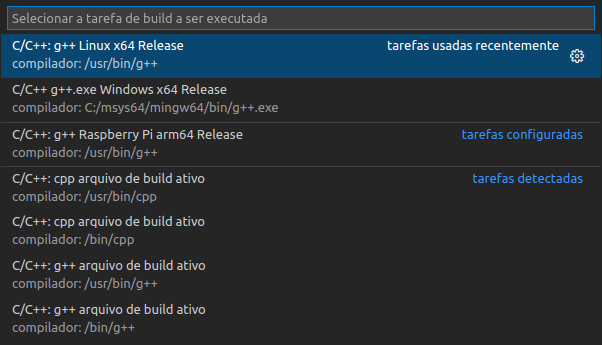 Selecionar a tarefa de build a ser executada
C/C++: g++ Linux x64 Release tarefas usadas recentemente
compilador: /usr/bin/g++
C/C++ g++.exe Windows x64 Release
compilador: C:/msys64/mingw64/bin/g++.exe
C/C++: g++ Raspberry Pi arm64 Release tarefas configuradas
compilador: /usr/bin/g++
C/C++: cpp arquivo de build ativo tarefas detectadas
compilador: /usr/bin/cpp
C/C++: cpp arquivo de build ativo
compilador: /bin/cpp
C/C++: g++ arquivo de build ativo
compilador: /usr/bin/g++
C/C++: g++ arquivo de build ativo
compilador: /bin/g++